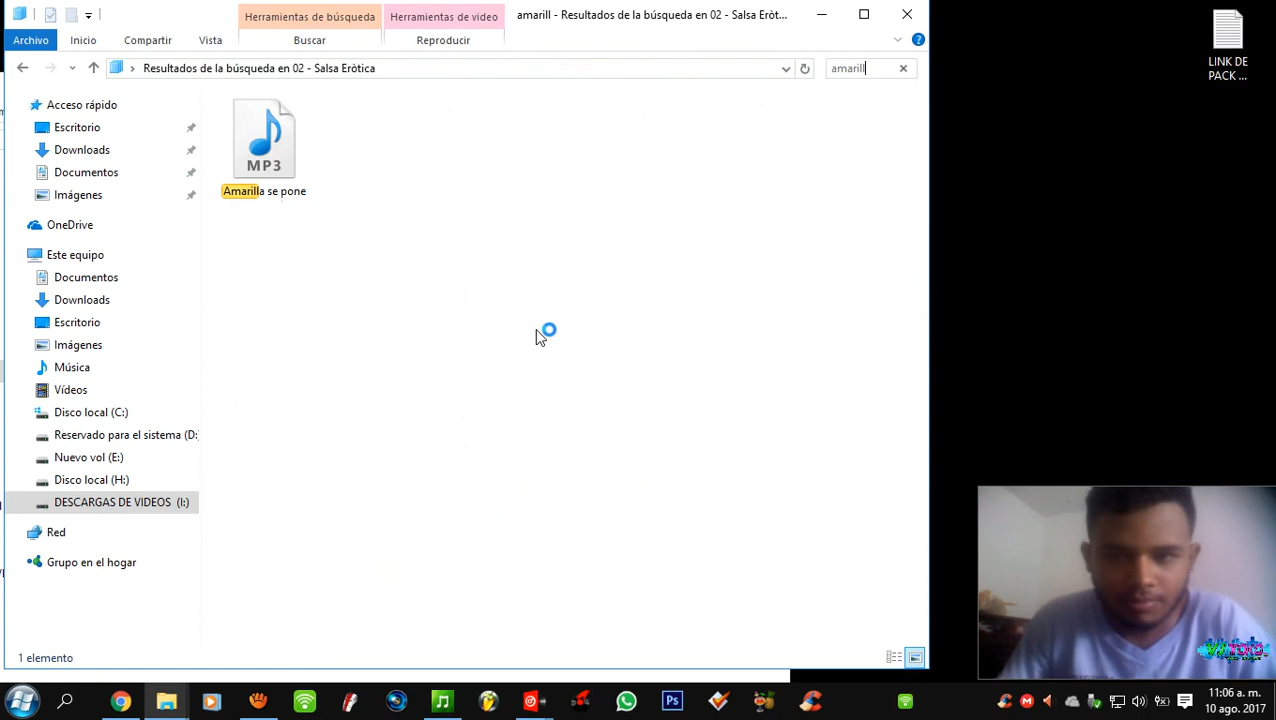 Herramientas de búsqueda
Herramientas de video
amarill - Resultados de la búsqueda en 02 - Salsa Eròt...
Archivo
Inicio
Compartir
Vista
Buscar
Reproducir
Resultados de la búsqueda en 02 - Salsa Eròtica
amarill
Acceso rápido
Escritorio
Downloads
Documentos
Imágenes
OneDrive
Este equipo
Documentos
Downloads
Escritorio
Imágenes
Música
Vídeos
Disco local (C:)
Reservado para el sistema (D:)
Nuevo vol (E:)
Disco local (H:)
DESCARGAS DE VIDEOS (I:)
Red
Grupo en el hogar
MP3
Amarilla se pone
1 elemento
LINK DE
PACK ...
Ps
11:06 a. m.
10 ago. 2017